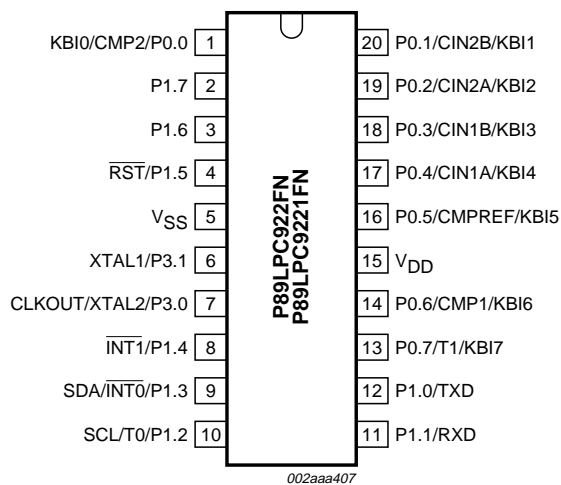 KBI0/CMP2/P0.0 1
P1.7 2
P1.6 3
RST/P1.5 4
VSS 5
XTAL1/P3.1 6
CLKOUT/XTAL2/P3.0 7
INT1/P1.4 8
SDA/INT0/P1.3 9
SCL/T0/P1.2 10
P89LPC922FN
P89LPC9221FN
20 P0.1/CIN2B/KBI1
19 P0.2/CIN2A/KBI2
18 P0.3/CIN1B/KBI3
17 P0.4/CIN1A/KBI4
16 P0.5/CMPREF/KBI5
15 VDD
14 P0.6/CMP1/KBI6
13 P0.7/T1/KBI7
12 P1.0/TXD
11 P1.1/RXD
002aaa407